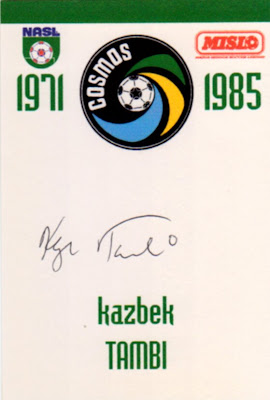 NASL
MISL
1971
COSMOS
1985
kazbek
TAMBI